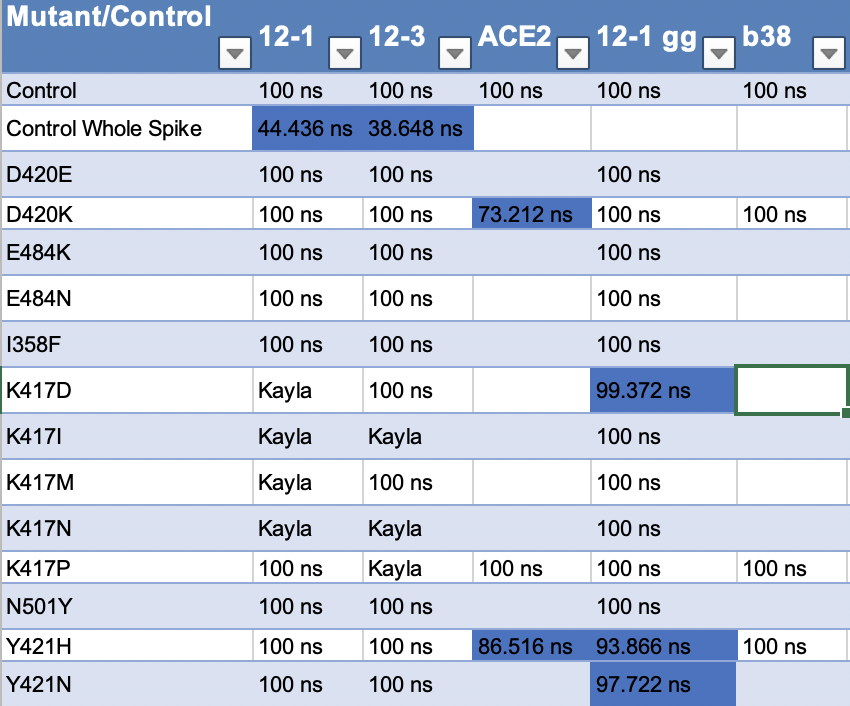 Mutant/Control 12-1 12-3 ACE2 12-1 gg b38
Control 100 ns 100 ns 100 ns 100 ns 100 ns
Control Whole Spike 44.436 ns 38.648 ns
D420E 100 ns 100 ns 100 ns
D420K 100 ns 100 ns 73.212 ns 100 ns 100 ns
E484K 100 ns 100 ns 100 ns
E484N 100 ns 100 ns 100 ns
I358F 100 ns 100 ns 100 ns
K417D Kayla 100 ns 99.372 ns
K417I Kayla Kayla 100 ns
K417M Kayla 100 ns 100 ns
K417N Kayla Kayla 100 ns
K417P 100 ns Kayla 100 ns 100 ns 100 ns
N501Y 100 ns 100 ns 100 ns
Y421H 100 ns 100 ns 86.516 ns 93.866 ns 100 ns
Y421N 100 ns 100 ns 97.722 ns